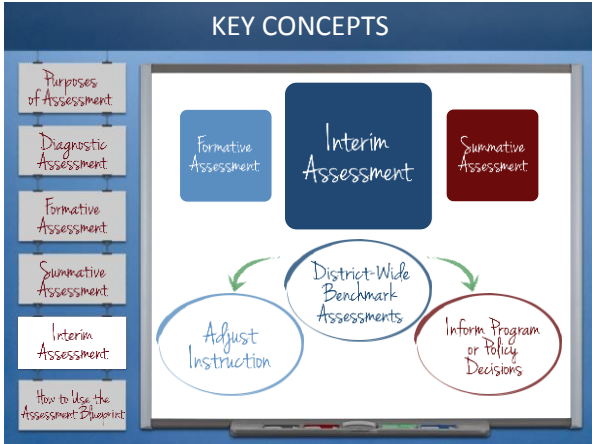 KEY CONCEPTS
Purposes
of Assessment
Diagnostic
Assessment
Formative
Assessment
Summative
Assessment
Interim
Assessment
How to Use the
Assessment Blueprint
Formative
Assessment
Interim
Assessment
Summative
Assessment
District-Wide
Benchmark
Assessments
Adjust
Instruction
Inform Program
or Policy
Decisions